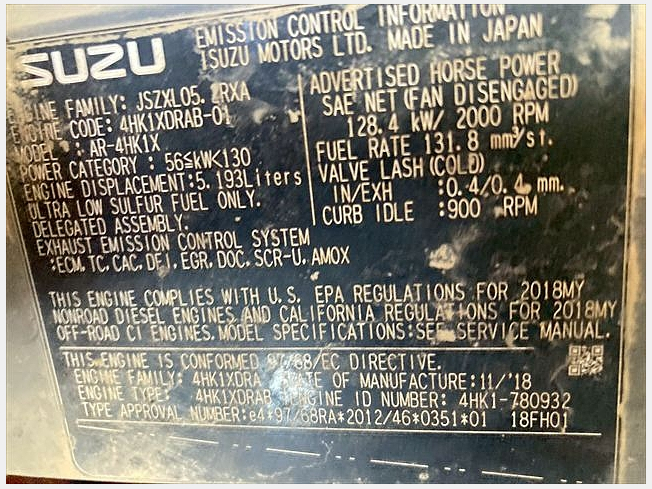 SUZU
EMISSION CONTROL INFORMATION
ISUZU MOTORS LTD. MADE IN JAPAN
ENGINE FAMILY: JSZXL05. RXA
ENGINE CODE: 4HK1XDRAB-01
MODEL : AR-4HK1X
POWER CATEGORY : 56≤kW<130
ENGINE DISPLACEMENT:5.193Liters
ULTRA LOW SULFUR FUEL ONLY.
DELEGATED ASSEMBLY.
EXHAUST EMISSION CONTROL SYSTEM
:ECM, TC, CAC, DFI, EGR, DOC, SCR-U, AMOX
ADVERTISED HORSE POWER
SAE NET(FAN DISENGAGED)
128.4 kW/ 2000 RPM
FUEL RATE 131.8 mm³/st.
VALVE LASH(COLD)
IN/EXH :0.4/0.4 mm.
CURB IDLE :900 RPM
THIS ENGINE COMPLIES WITH U.S. EPA REGULATIONS FOR 2018MY
NONROAD DIESEL ENGINES AND CALIFORNIA REGULATIONS FOR 2018MY
OFF-ROAD CI ENGINES. MODEL SPECIFICATIONS:SEE SERVICE MANUAL.
THIS ENGINE IS CONFORMED 97/68/EC DIRECTIVE.
ENGINE FAMILY: 4HK1XDRA DATE OF MANUFACTURE:11/'18
ENGINE TYPE: 4HK1XDRAB ENGINE ID NUMBER: 4HK1-780932
TYPE APPROVAL NUMBER:e4*97/68RA*2012/46*0351*01 18FH01